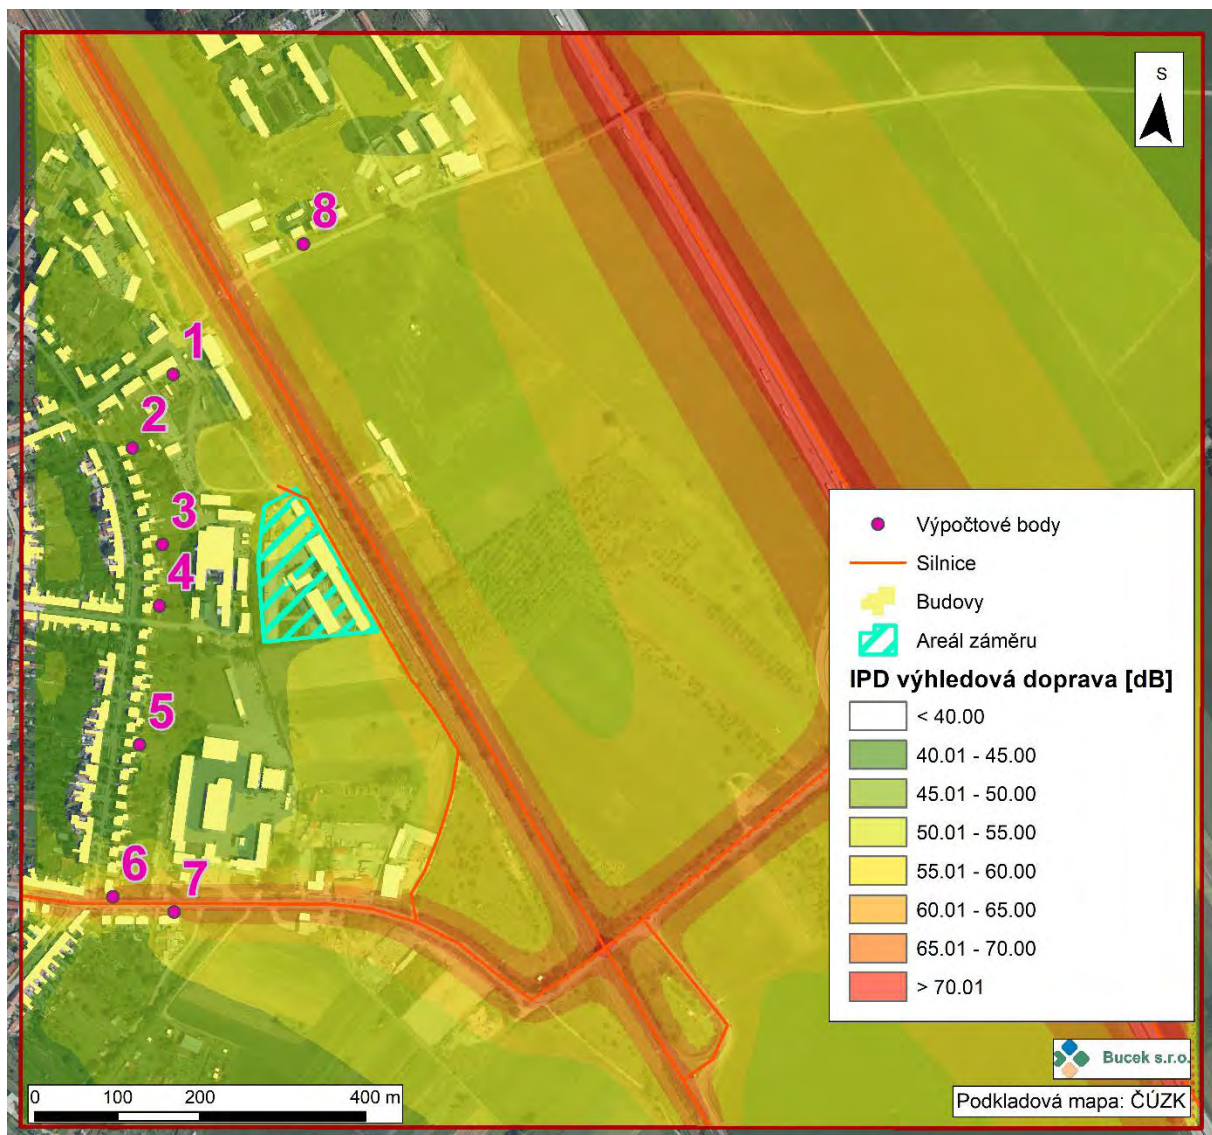 S
8
1
2
3
4
5
6
7
Výpočtové body
Silnice
Budovy
Areál záměru
IPD výhledová doprava [dB]
< 40.00
40.01 - 45.00
45.01 - 50.00
50.01 - 55.00
55.01 - 60.00
60.01 - 65.00
65.01 - 70.00
> 70.01
Bucek s.r.o.
0 100 200 400 m
Podkladová mapa: ČÚZK